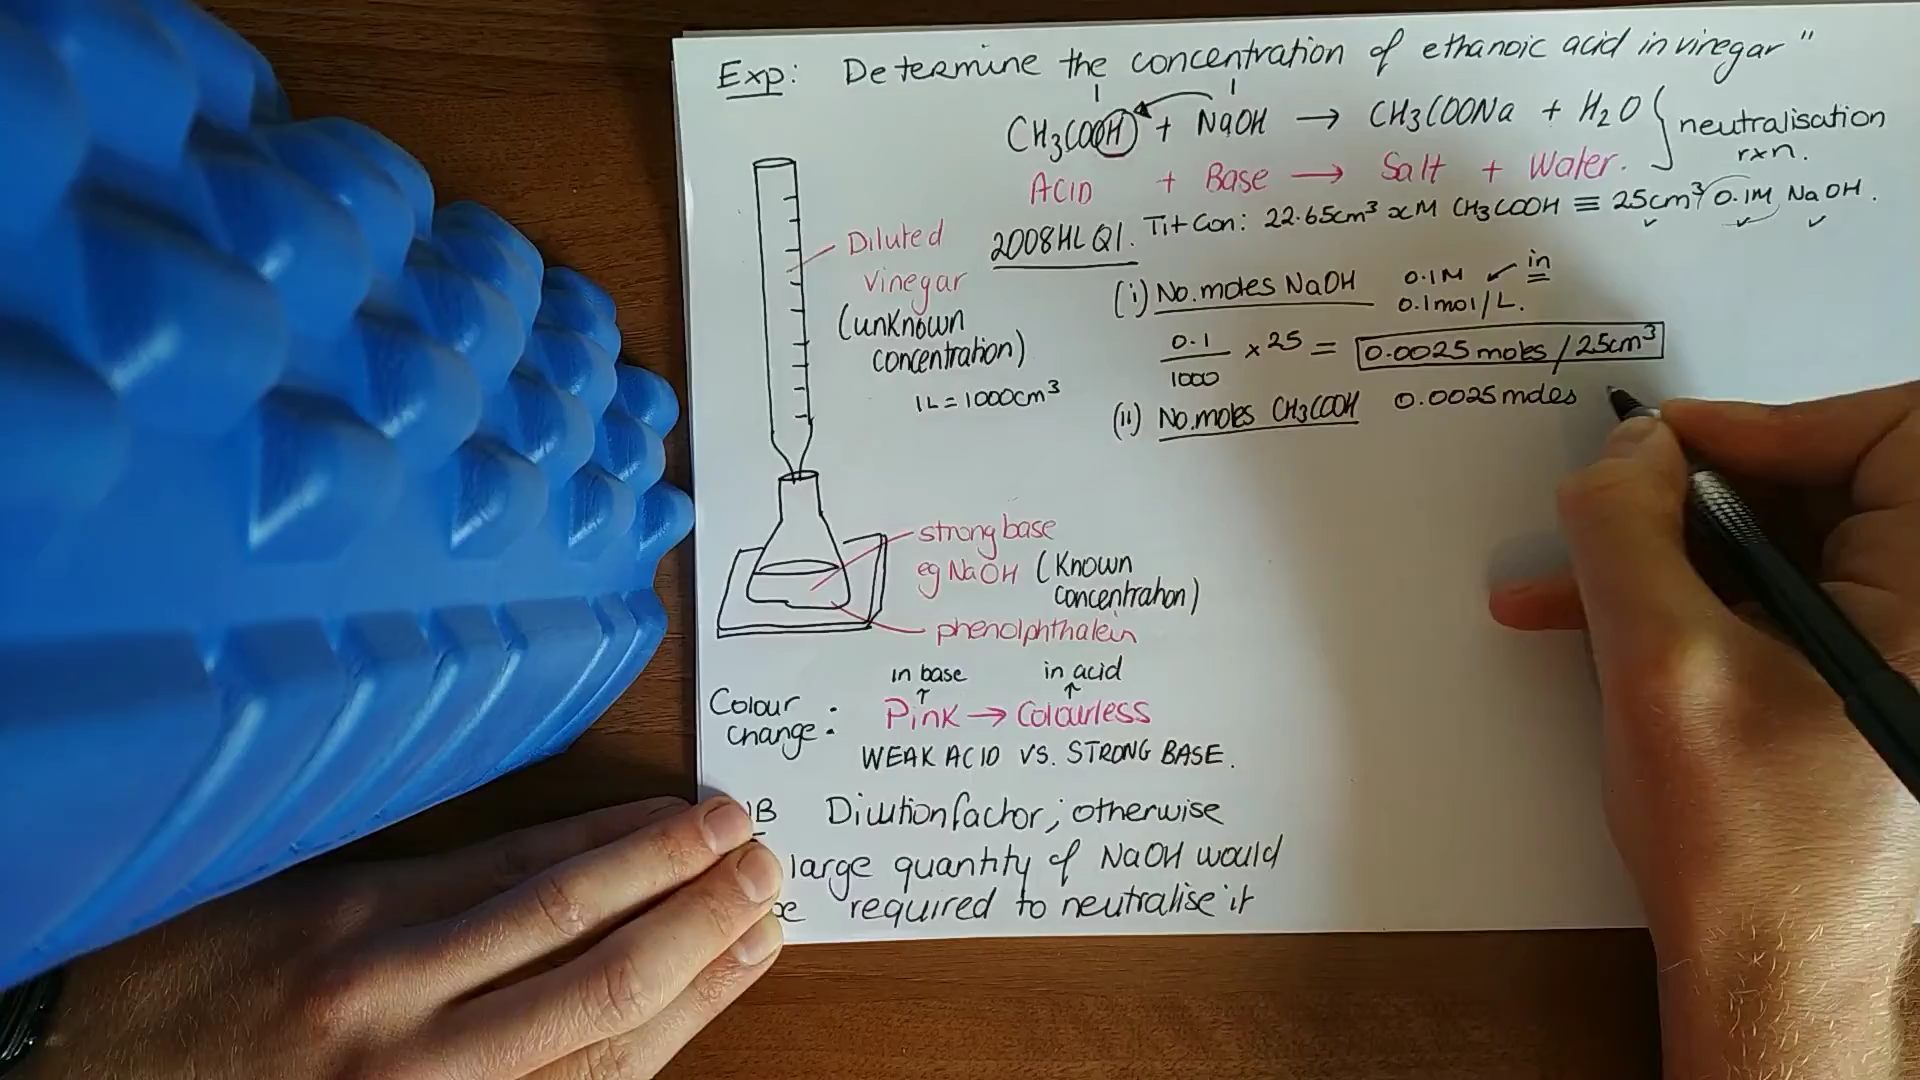 Exp: Determine the concentration of ethanoic acid in vinegar"
CH3COOH + NaOH → CH3COONa + H2O } neutralisation rxn.
ACID + Base → Salt + Water.
2008HL Q1. Titcon: 22.65cm³ xM CH3COOH ≡ 25cm³ 0.1M NaOH.
Diluted
vinegar
(unknown
concentration)
1L = 1000cm³
(i) No. moles NaOH 0.1M ✓ in
0.1mol/L.
0.1/1000 × 25 = 0.0025 moles / 25cm³
(ii) No. moles CH3COOH 0.0025 moles
strong base
eg NaOH (known
concentration)
phenolphthalein
in base in acid
↑ ↑
Colour change: Pink → Colourless
WEAK ACID VS. STRONG BASE.
Dilution factor; otherwise
large quantity of NaOH would
required to neutralise it